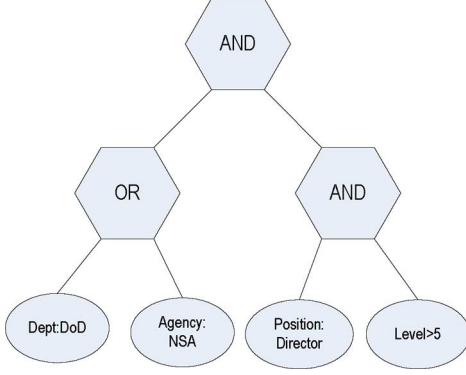 AND
OR
AND
Dept:DoD
Agency:
NSA
Position:
Director
Level>5